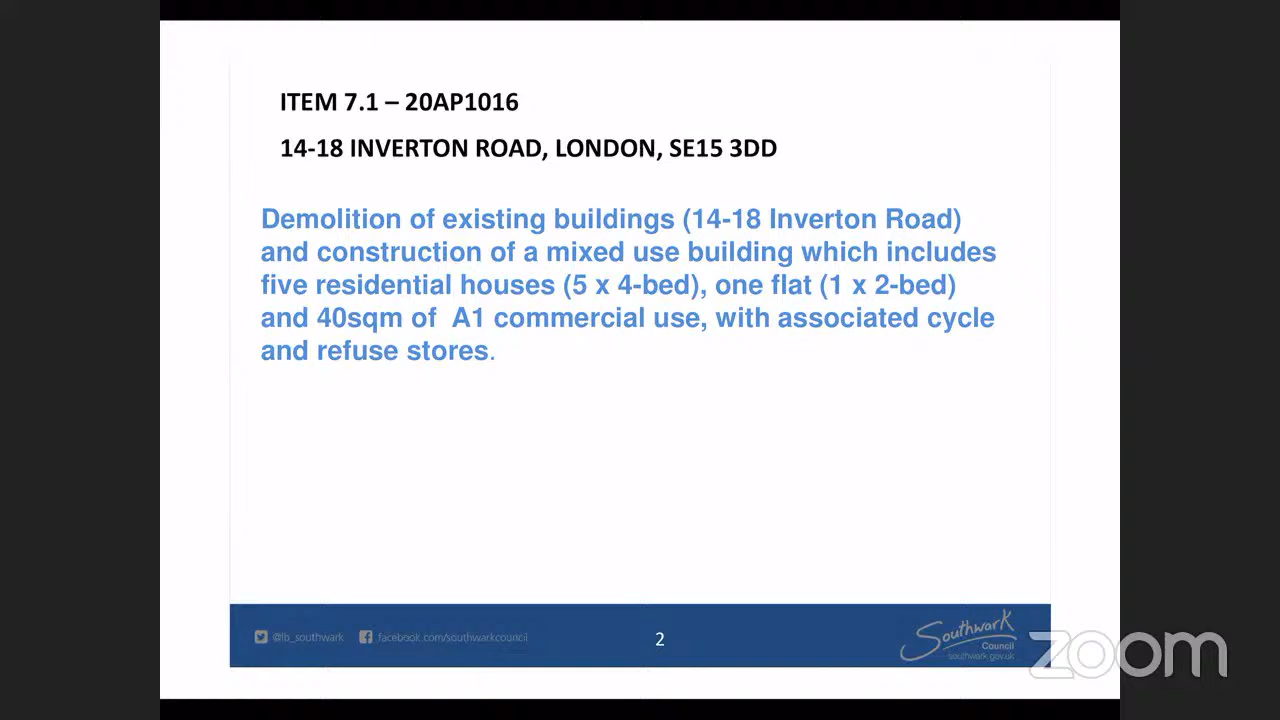 ITEM 7.1 – 20AP1016
14-18 INVERTON ROAD, LONDON, SE15 3DD
Demolition of existing buildings (14-18 Inverton Road)
and construction of a mixed use building which includes
five residential houses (5 x 4-bed), one flat (1 x 2-bed)
and 40sqm of  A1 commercial use, with associated cycle
and refuse stores.
@lb_southwark facebook.com/southwarkcouncil
2
Southwark
Council
southwark.gov.uk
zoom